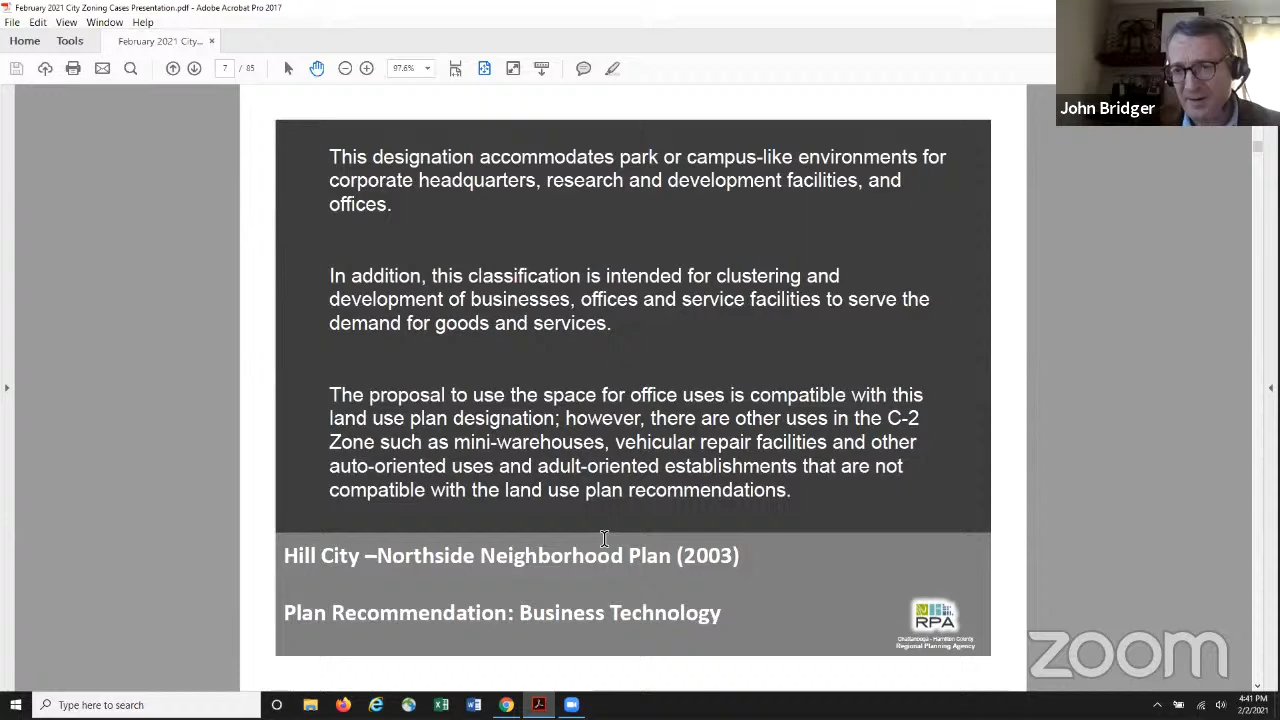 February 2021 City Zoning Cases Presentation.pdf - Adobe Acrobat Pro 2017
File Edit View Window Help
Home Tools February 2021 City... ×
7 / 85 97.6%
John Bridger
This designation accommodates park or campus-like environments for
corporate headquarters, research and development facilities, and
offices.
In addition, this classification is intended for clustering and
development of businesses, offices and service facilities to serve the
demand for goods and services.
The proposal to use the space for office uses is compatible with this
land use plan designation; however, there are other uses in the C-2
Zone such as mini-warehouses, vehicular repair facilities and other
auto-oriented uses and adult-oriented establishments that are not
compatible with the land use plan recommendations.
Hill City –Northside Neighborhood Plan (2003)
Plan Recommendation: Business Technology
RPA
Chattanooga - Hamilton County
Regional Planning Agency
zoom
Type here to search
4:41 PM
2/2/2021